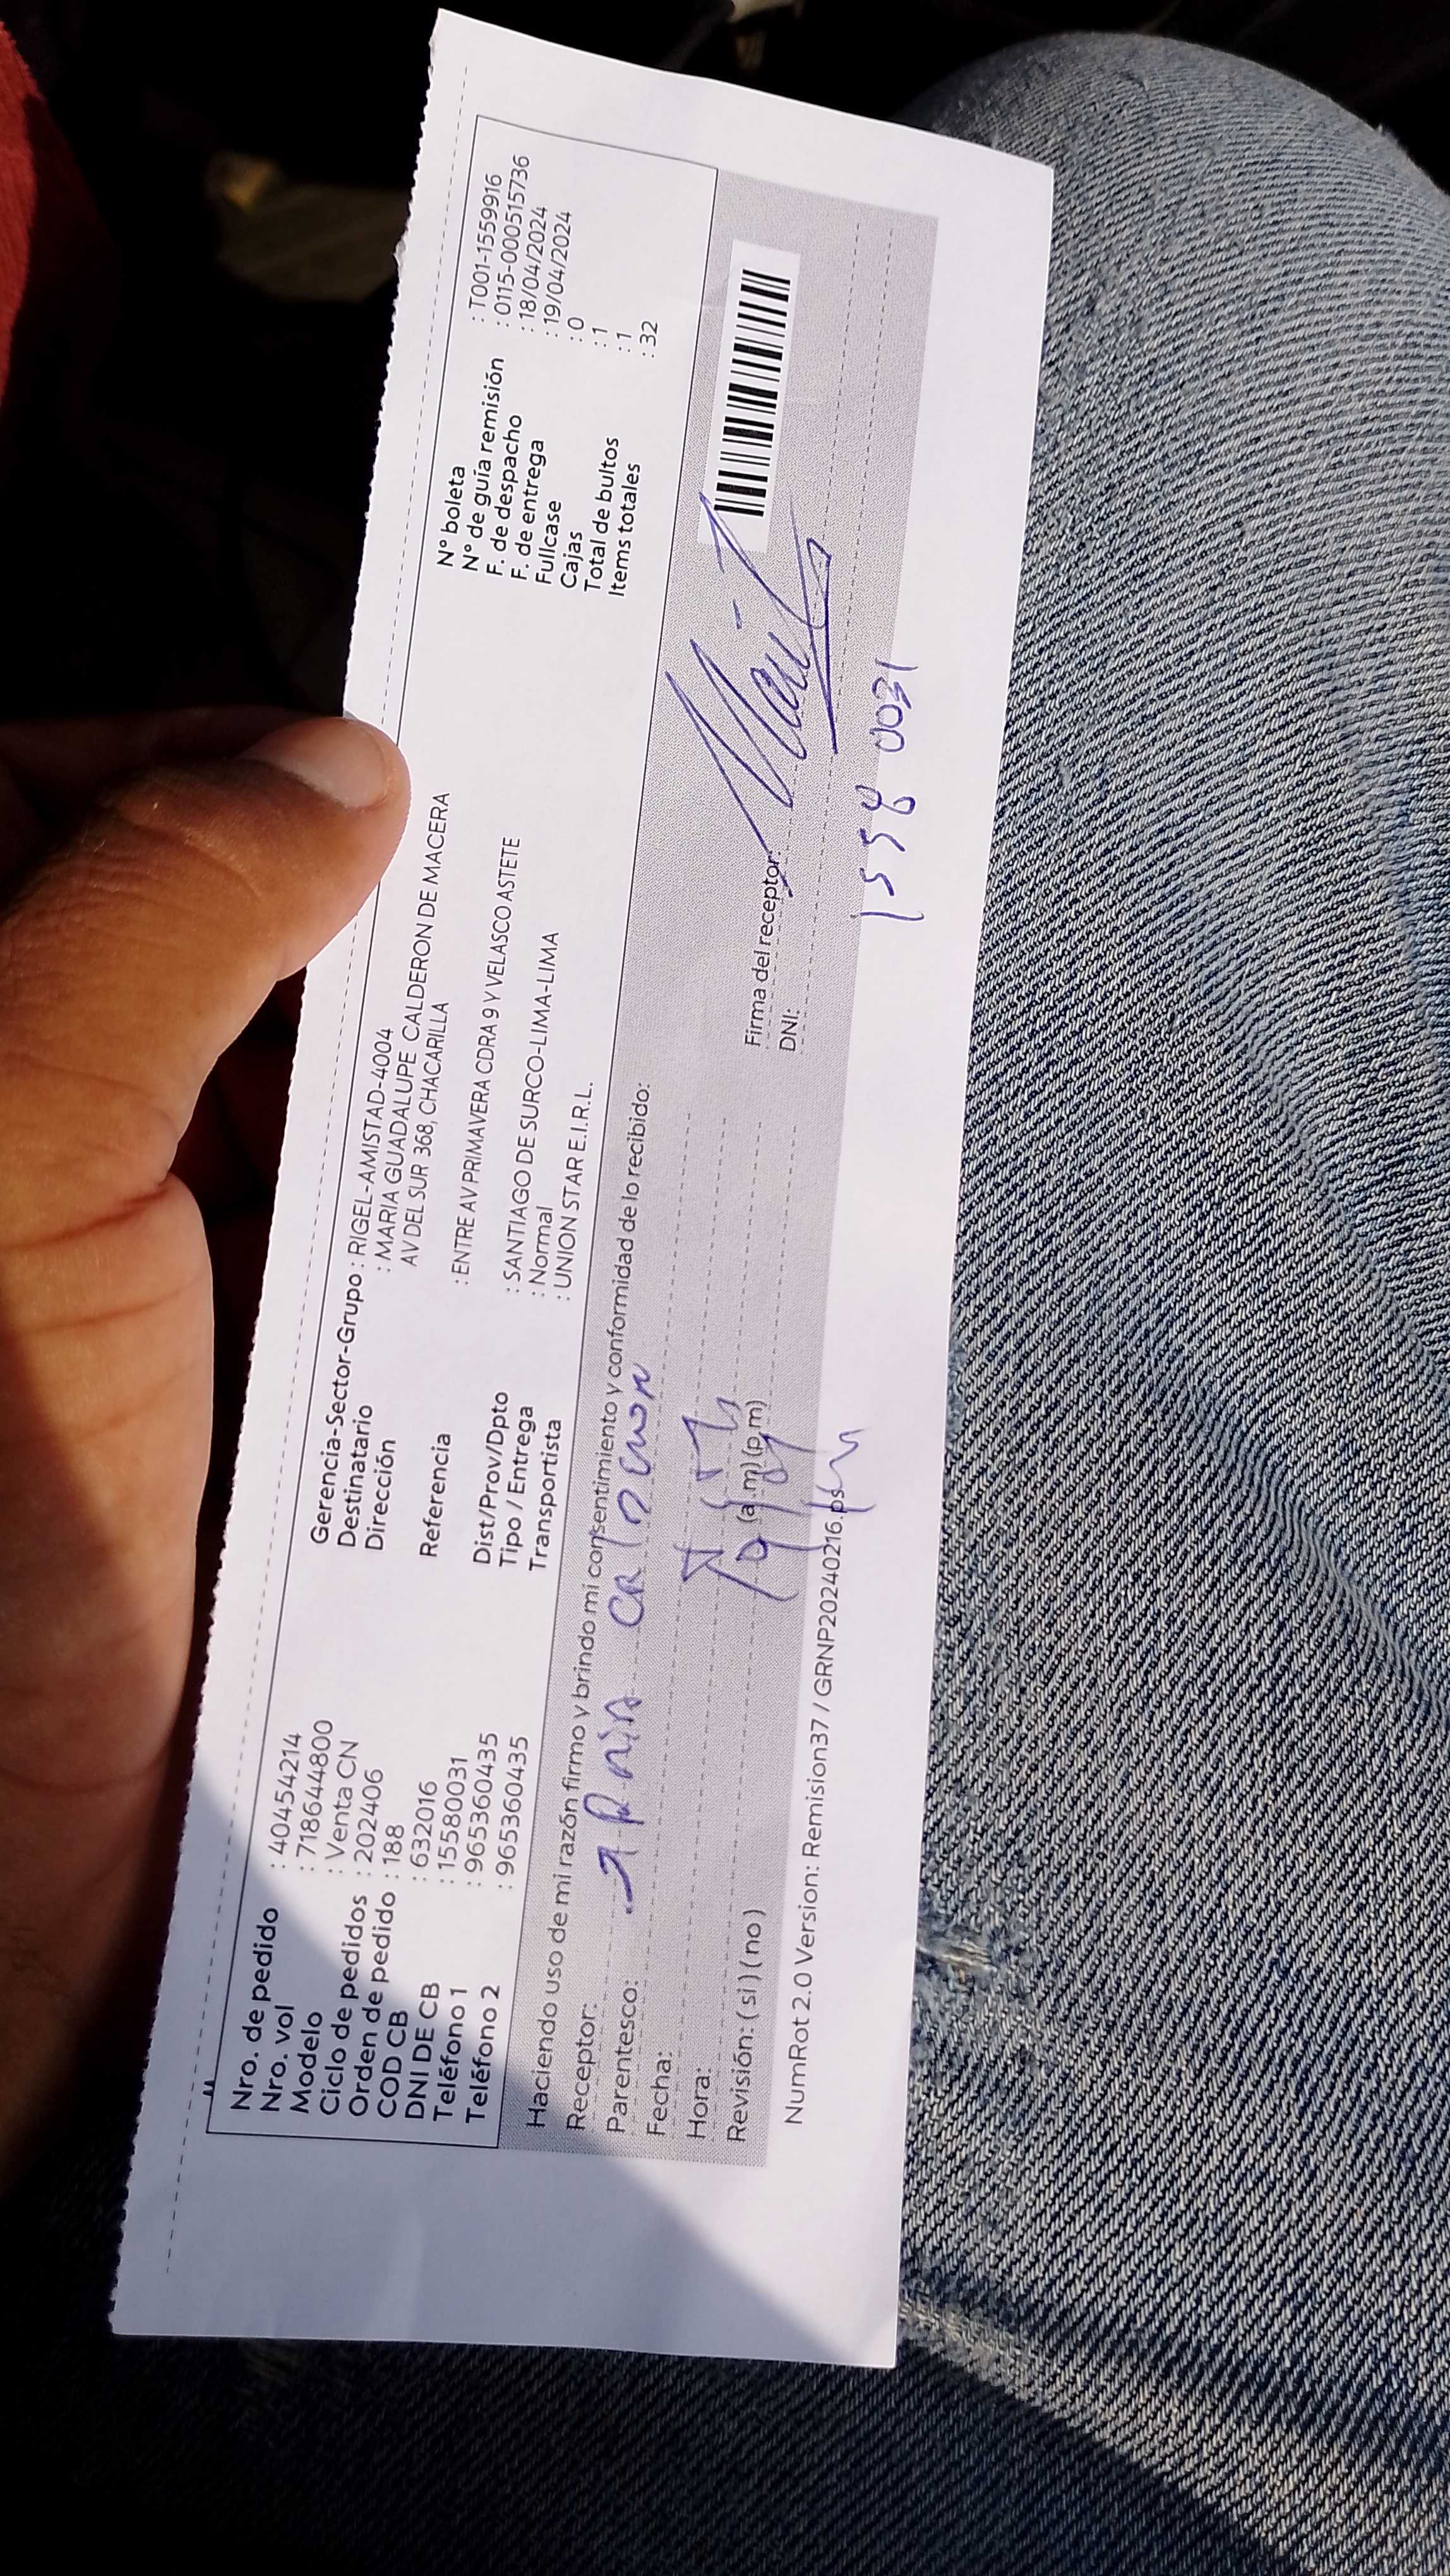 Nro. de pedido : 40454214
Nro. vol : 718644800
Modelo : Venta CN
Ciclo de pedidos : 202406
Orden de pedido : 188
COD CB : 632016
DNI DE CB : 15580031
Teléfono 1 : 965360435
Teléfono 2 : 965360435
Gerencia-Sector-Grupo : RIGEL-AMISTAD-4004
Destinatario : MARIA GUADALUPE CALDERON DE MACERA
Dirección AV DEL SUR 368, CHACARILLA
Referencia : ENTRE AV PRIMAVERA CDRA 9 Y VELASCO ASTETE
Dist/Prov/Dpto : SANTIAGO DE SURCO-LIMA-LIMA
Tipo / Entrega : Normal
Transportista : UNION STAR E.I.R.L.
N° boleta : T001-1559916
N° de guía remisión : 0115-000515736
F. de despacho : 18/04/2024
F. de entrega : 19/04/2024
Fullcase : 0
Cajas : 1
Total de bultos : 1
Items totales : 32
Haciendo uso de mi razón firmo y brindo mi consentimiento y conformidad de lo recibido:
Receptor:
Parentesco:
Fecha:
Hora: (a.m) (p.m)
Revisión: ( si ) ( no )
Firma del receptor:
DNI:
1558 0031
NumRot 2.0 Version: Remision37 / GRNP20240216.ps